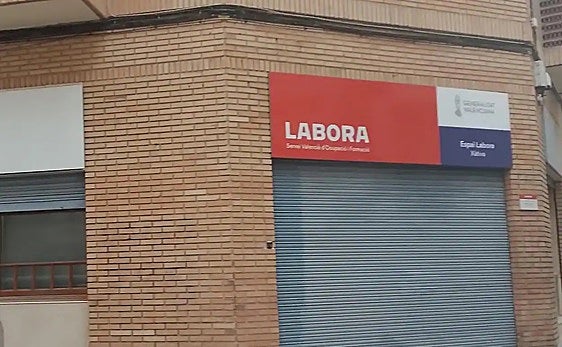 LABORA
Servei Valencià d'Ocupació i Formació
GENERALITAT
VALENCIANA
Espai Labora
Xàtiva